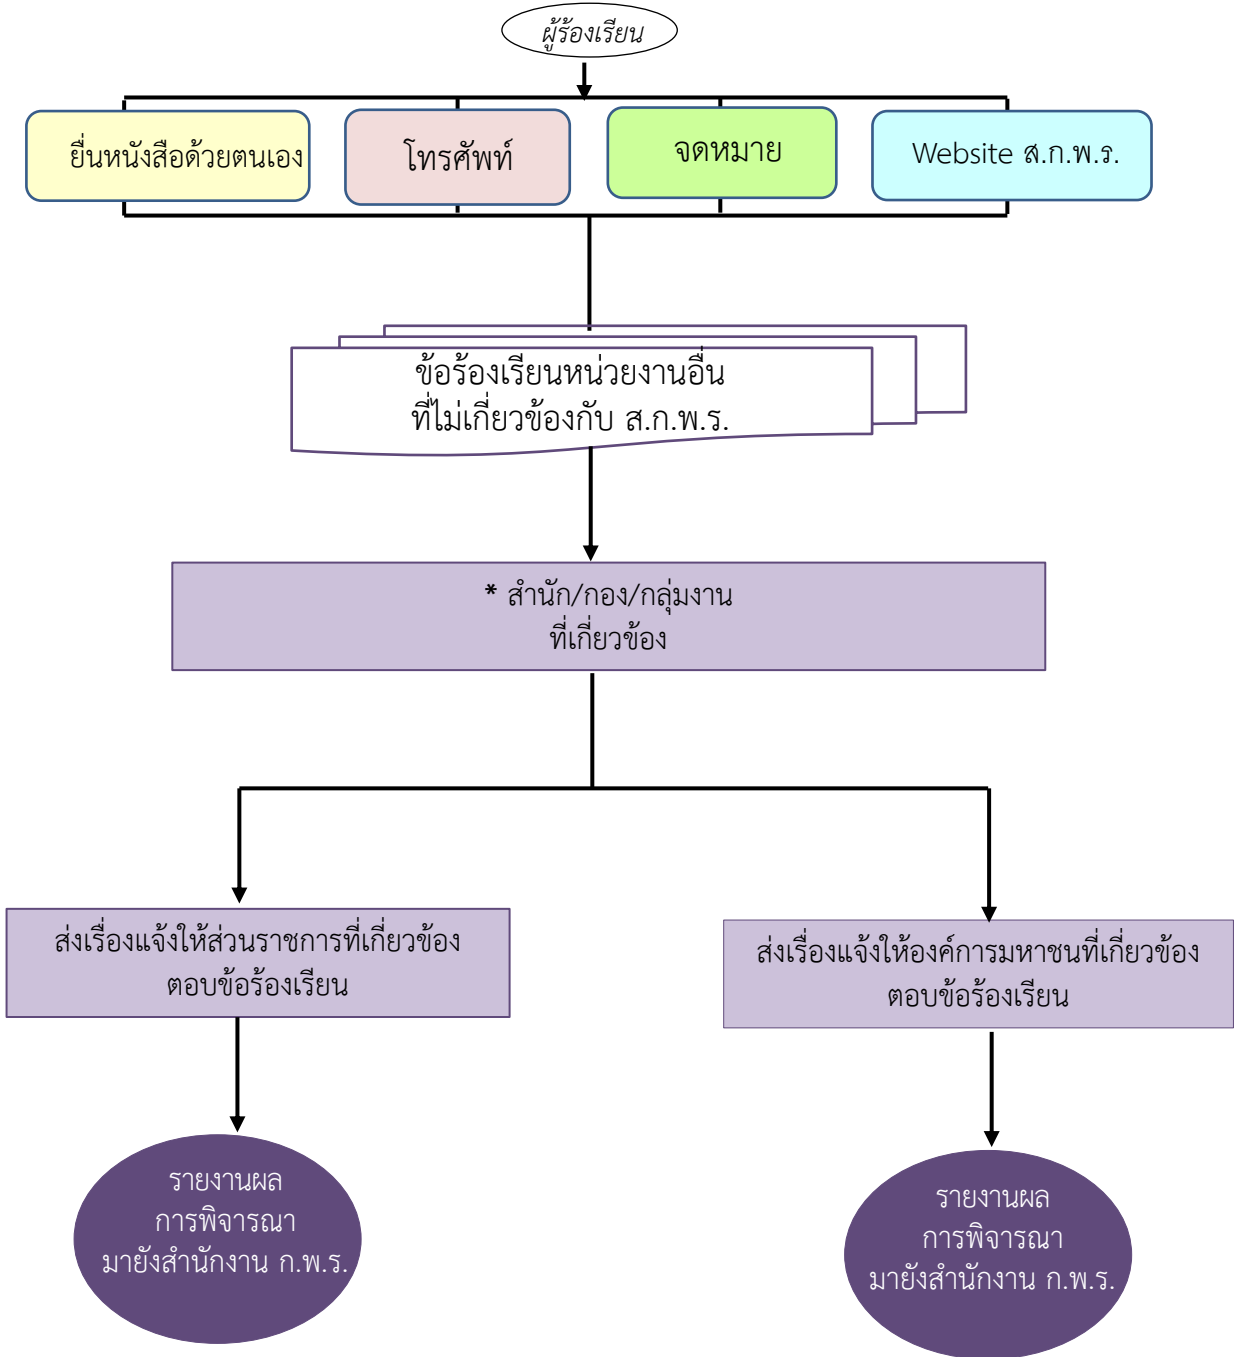 ผู้ร้องเรียน
ยื่นหนังสือด้วยตนเอง
โทรศัพท์
จดหมาย
Website ส.ก.พ.ร.
ข้อร้องเรียนหน่วยงานอื่น
ที่ไม่เกี่ยวข้องกับ ส.ก.พ.ร.
* สำนัก/กอง/กลุ่มงาน
ที่เกี่ยวข้อง
ส่งเรื่องแจ้งให้ส่วนราชการที่เกี่ยวข้อง
ตอบข้อร้องเรียน
ส่งเรื่องแจ้งให้องค์การมหาชนที่เกี่ยวข้อง
ตอบข้อร้องเรียน
รายงานผล
การพิจารณา
มายังสำนักงาน ก.พ.ร.
รายงานผล
การพิจารณา
มายังสำนักงาน ก.พ.ร.